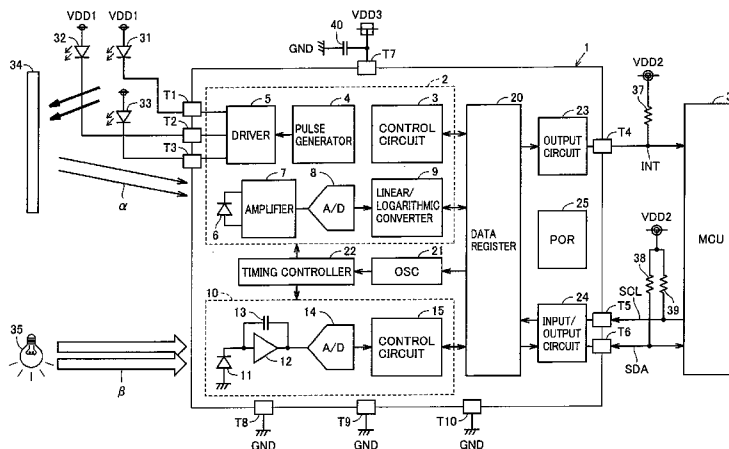 VDD3
40
GND
T7
1
VDD1 VDD1
32 31
34
33
T1
T2
T3
α
2
5
DRIVER
4
PULSE
GENERATOR
3
CONTROL
CIRCUIT
20
DATA
REGISTER
23
OUTPUT
CIRCUIT
T4
VDD2
37
INT
MCU
6
7
AMPLIFIER
8
A/D
9
LINEAR/
LOGARITHMIC
CONVERTER
25
POR
22
TIMING CONTROLLER
21
OSC
VDD2
38
39
SCL
T5
T6
SDA
24
INPUT/
OUTPUT
CIRCUIT
10
13
12
11
14
A/D
15
CONTROL
CIRCUIT
35
β
T8
GND
T9
GND
T10
GND